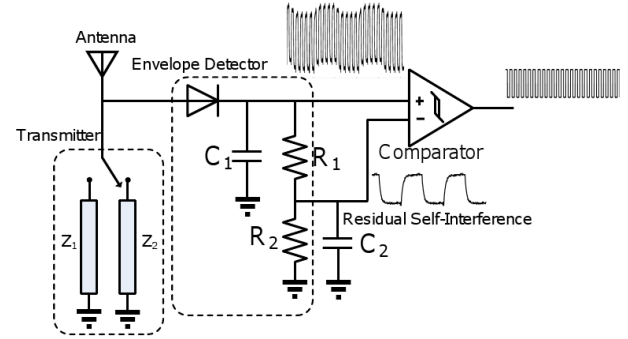 Antenna
Envelope Detector
Transmitter
C1
R1
+
-
Comparator
Residual Self-Interference
Z1
Z2
R2
C2